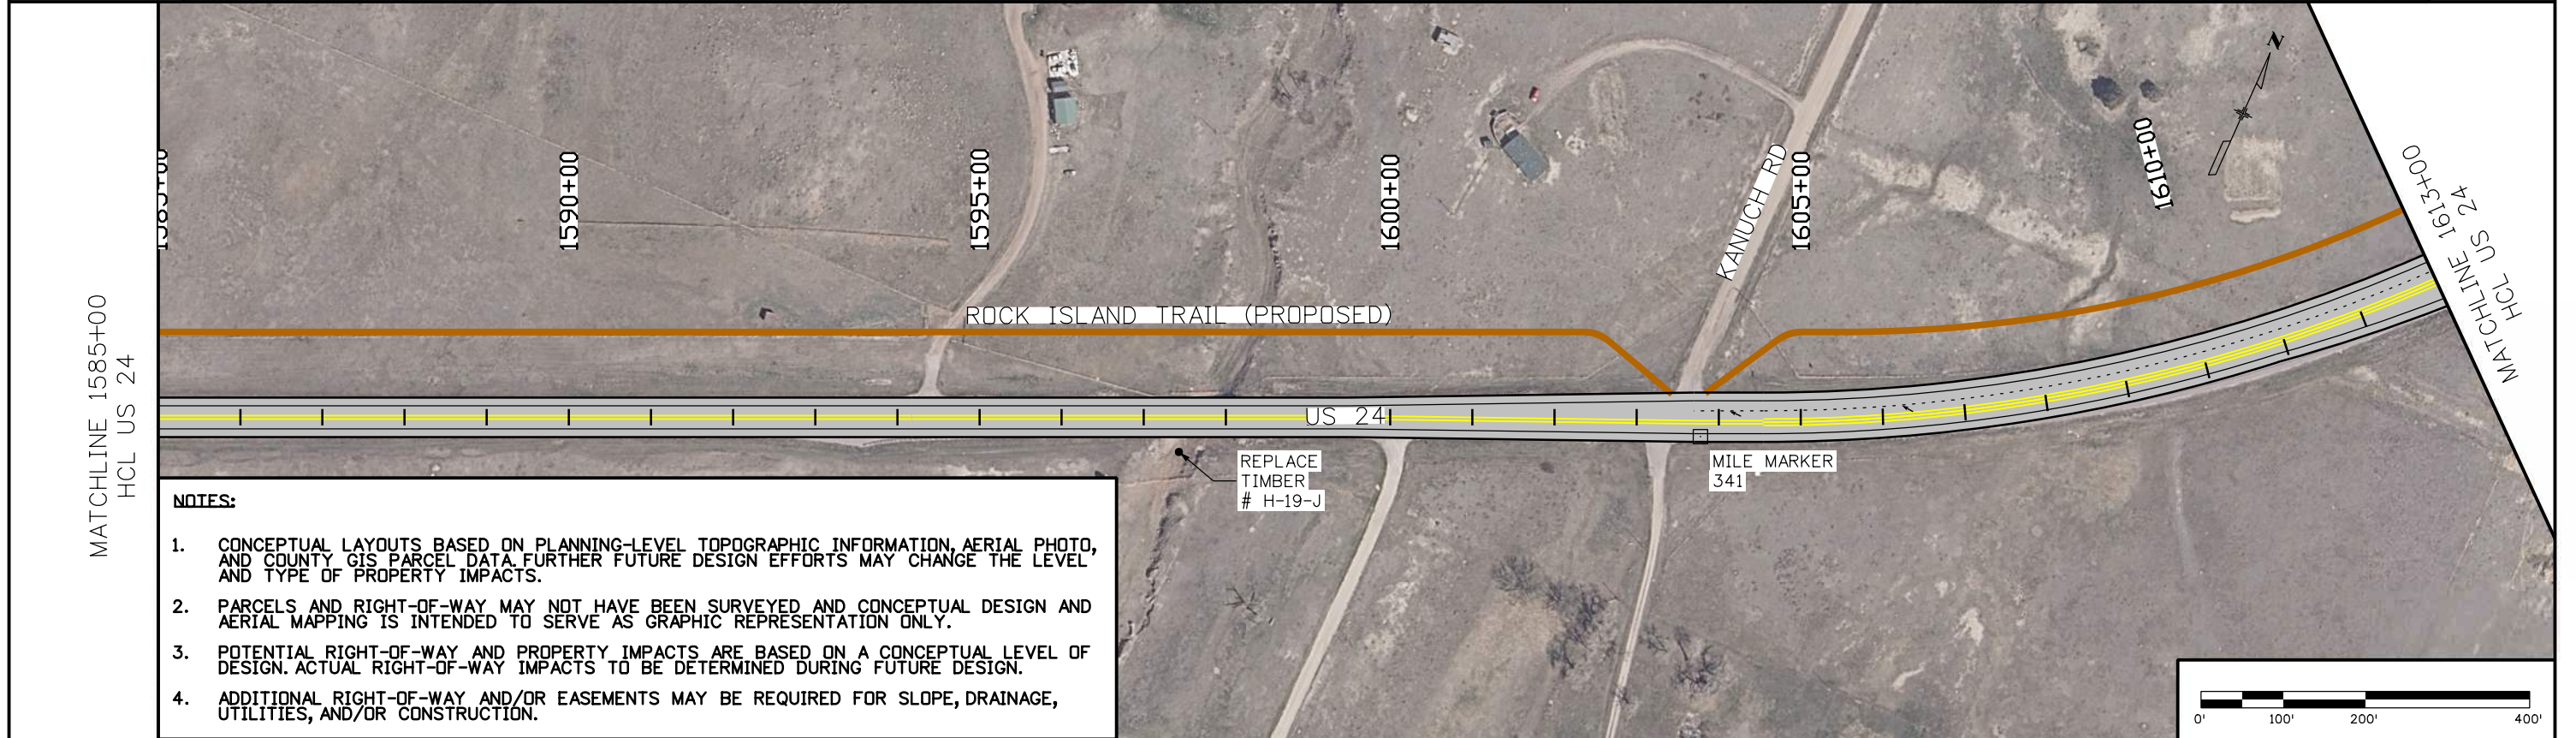 MATCHLINE 1585+00
HCL US 24
1585+00
1590+00
1595+00
1600+00
1605+00
1610+00
N
KANUCH RD
ROCK ISLAND TRAIL (PROPOSED)
US 24
MATCHLINE 1613+00
HCL US 24
REPLACE
TIMBER
# H-19-J
MILE MARKER
341
NOTES:
1. CONCEPTUAL LAYOUTS BASED ON PLANNING-LEVEL TOPOGRAPHIC INFORMATION, AERIAL PHOTO,
AND COUNTY GIS PARCEL DATA. FURTHER FUTURE DESIGN EFFORTS MAY CHANGE THE LEVEL
AND TYPE OF PROPERTY IMPACTS.
2. PARCELS AND RIGHT-OF-WAY MAY NOT HAVE BEEN SURVEYED AND CONCEPTUAL DESIGN AND
AERIAL MAPPING IS INTENDED TO SERVE AS GRAPHIC REPRESENTATION ONLY.
3. POTENTIAL RIGHT-OF-WAY AND PROPERTY IMPACTS ARE BASED ON A CONCEPTUAL LEVEL OF
DESIGN. ACTUAL RIGHT-OF-WAY IMPACTS TO BE DETERMINED DURING FUTURE DESIGN.
4. ADDITIONAL RIGHT-OF-WAY AND/OR EASEMENTS MAY BE REQUIRED FOR SLOPE, DRAINAGE,
UTILITIES, AND/OR CONSTRUCTION.
0' 100' 200' 400'